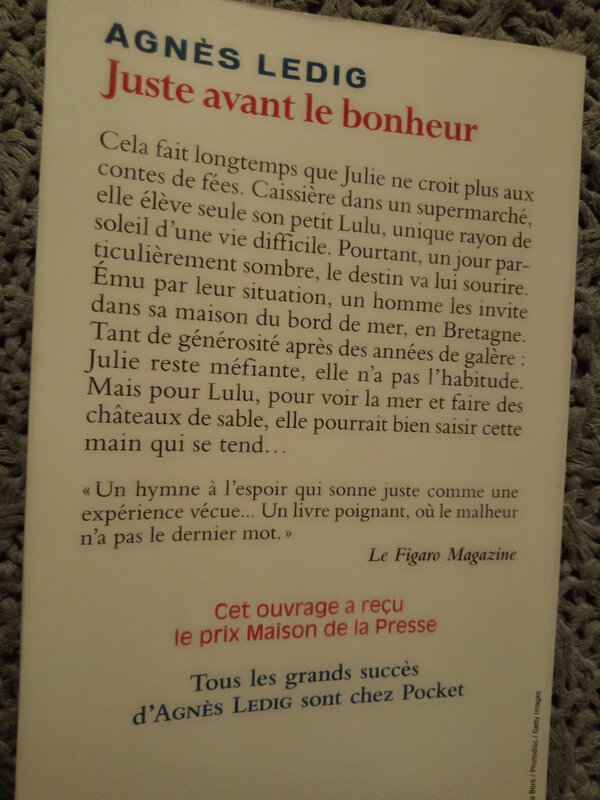 AGNÈS LEDIG
Juste avant le bonheur
Cela fait longtemps que Julie ne croit plus aux
contes de fées. Caissière dans un supermarché,
elle élève seule son petit Lulu, unique rayon de
soleil d'une vie difficile. Pourtant, un jour par-
ticulièrement sombre, le destin va lui sourire.
Ému par leur situation, un homme les invite
dans sa maison du bord de mer, en Bretagne.
Tant de générosité après des années de galère :
Julie reste méfiante, elle n'a pas l'habitude.
Mais pour Lulu, pour voir la mer et faire des
châteaux de sable, elle pourrait bien saisir cette
main qui se tend...
« Un hymne à l'espoir qui sonne juste comme une
expérience vécue... Un livre poignant, où le malheur
n'a pas le dernier mot. »
Le Figaro Magazine
Cet ouvrage a reçu
le prix Maison de la Presse
Tous les grands succès
d'AGNÈS LEDIG sont chez Pocket
Bors / Photodisc / Getty Images